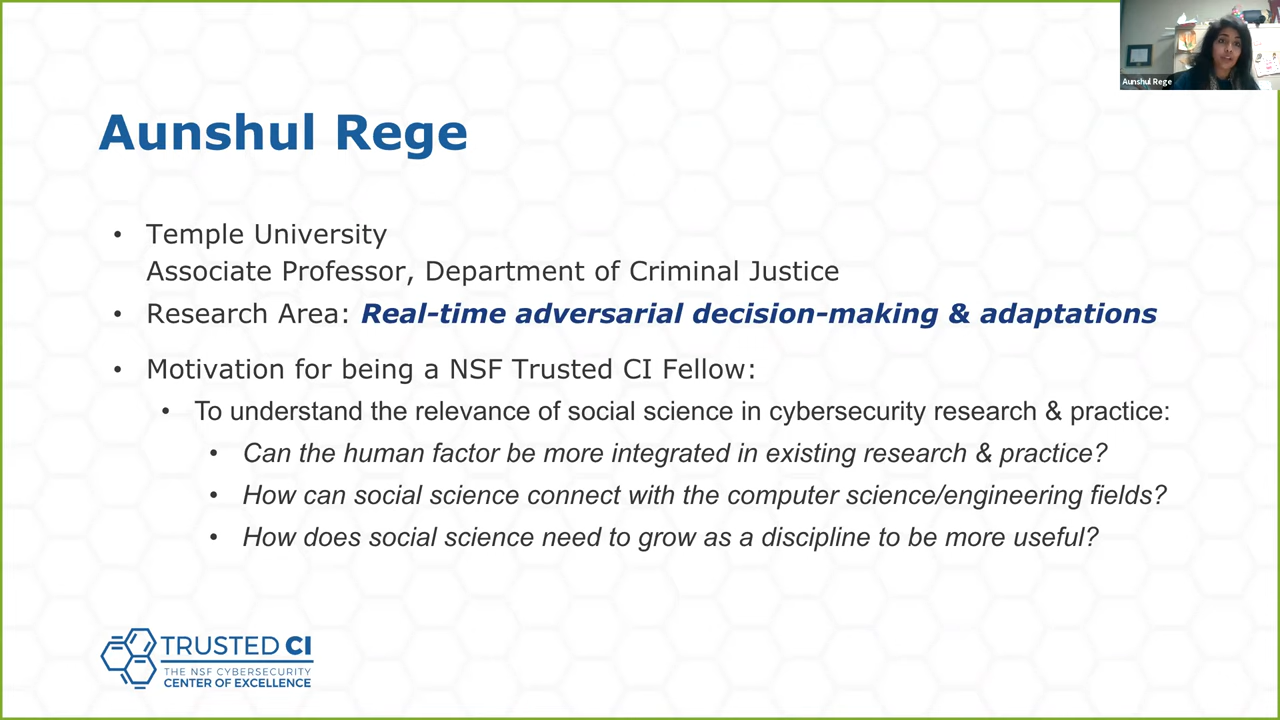 Aunshul Rege
Aunshul Rege
• Temple University
Associate Professor, Department of Criminal Justice
• Research Area: Real-time adversarial decision-making & adaptations
• Motivation for being a NSF Trusted CI Fellow:
• To understand the relevance of social science in cybersecurity research & practice:
• Can the human factor be more integrated in existing research & practice?
• How can social science connect with the computer science/engineering fields?
• How does social science need to grow as a discipline to be more useful?
TRUSTED CI
THE NSF CYBERSECURITY
CENTER OF EXCELLENCE